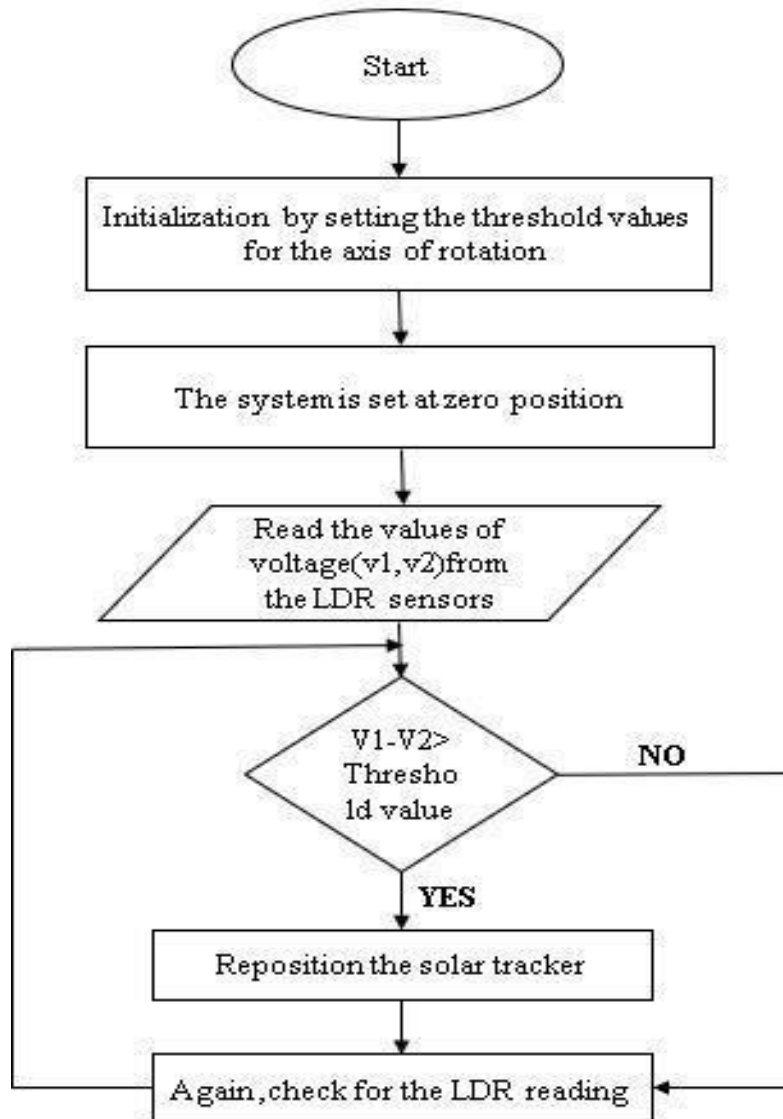 Start
Initialization by setting the threshold values
for the axis of rotation
The system is set at zero position
Read the values of
voltage(v1,v2)from
the LDR sensors
V1-V2>
Thresho
ld value
NO
YES
Reposition the solar tracker
Again,check for the LDR reading